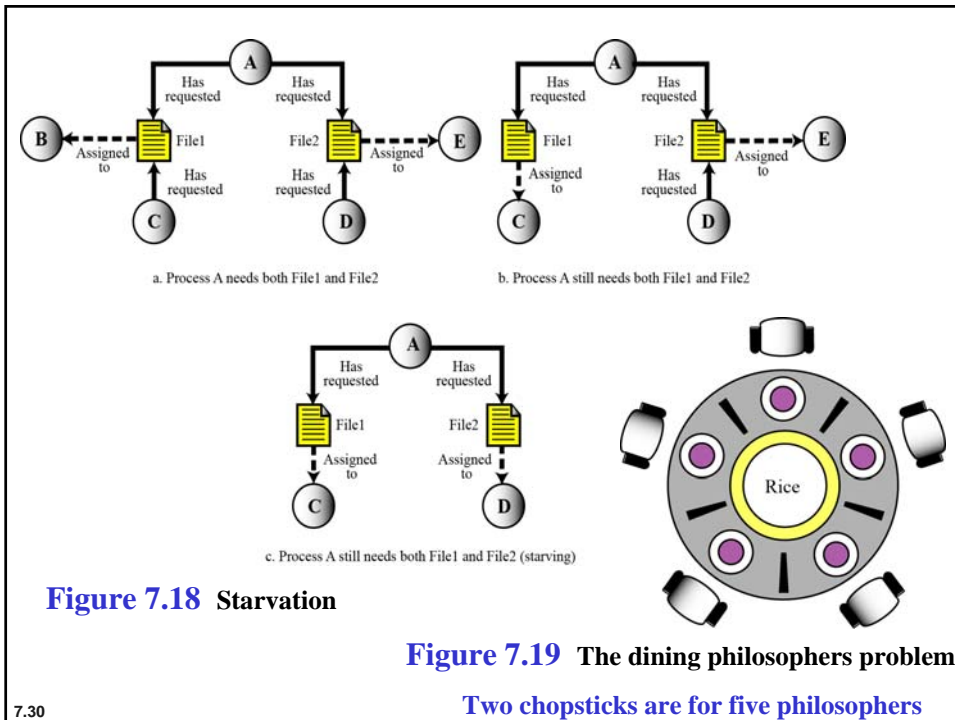 A
Has
requested
Has
requested
B
File1
Assigned
to
File2
Assigned
to
E
Has
requested
Has
requested
C
D
a. Process A needs both File1 and File2
A
Has
requested
Has
requested
File1
Assigned
to
File2
Assigned
to
E
Has
requested
C
D
b. Process A still needs both File1 and File2
A
Has
requested
Has
requested
File1
File2
Assigned
to
Assigned
to
C
D
c. Process A still needs both File1 and File2 (starving)
Rice
Figure 7.18 Starvation
Figure 7.19 The dining philosophers problem
Two chopsticks are for five philosophers
7.30